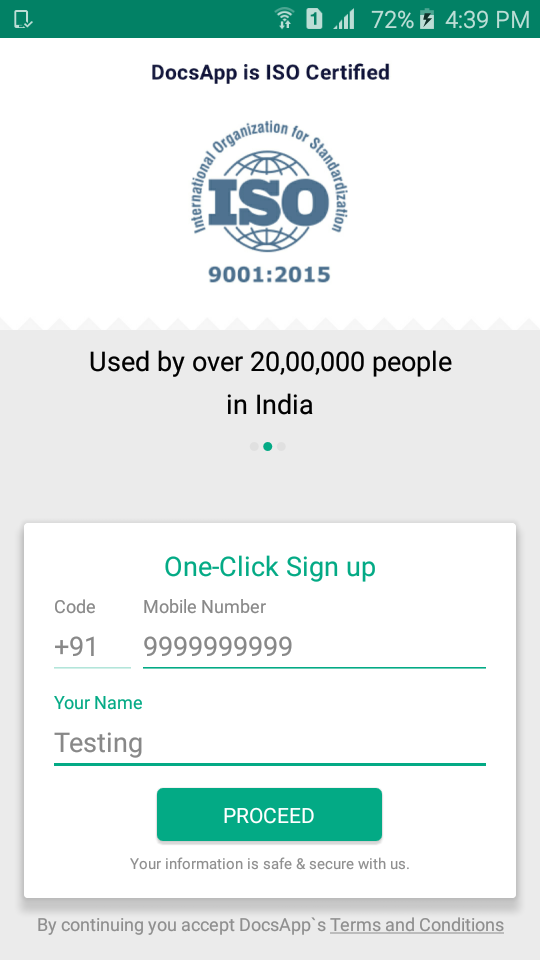 1 72% 4:39 PM
DocsApp is ISO Certified
International Organization for Standardization
ISO
9001:2015
Used by over 20,00,000 people
in India
One-Click Sign up
Code Mobile Number
+91 9999999999
Your Name
Testing
PROCEED
Your information is safe & secure with us.
By continuing you accept DocsApp`s Terms and Conditions